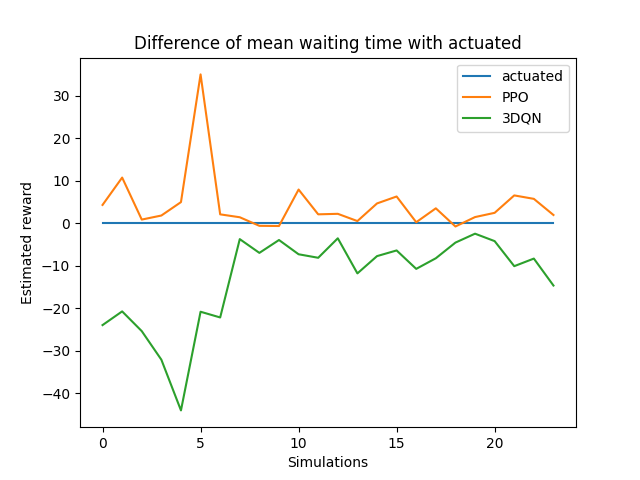 Difference of mean waiting time with actuated
actuated
PPO
3DQN
Estimated reward
30
20
10
0
−10
−20
−30
−40
0 5 10 15 20
Simulations